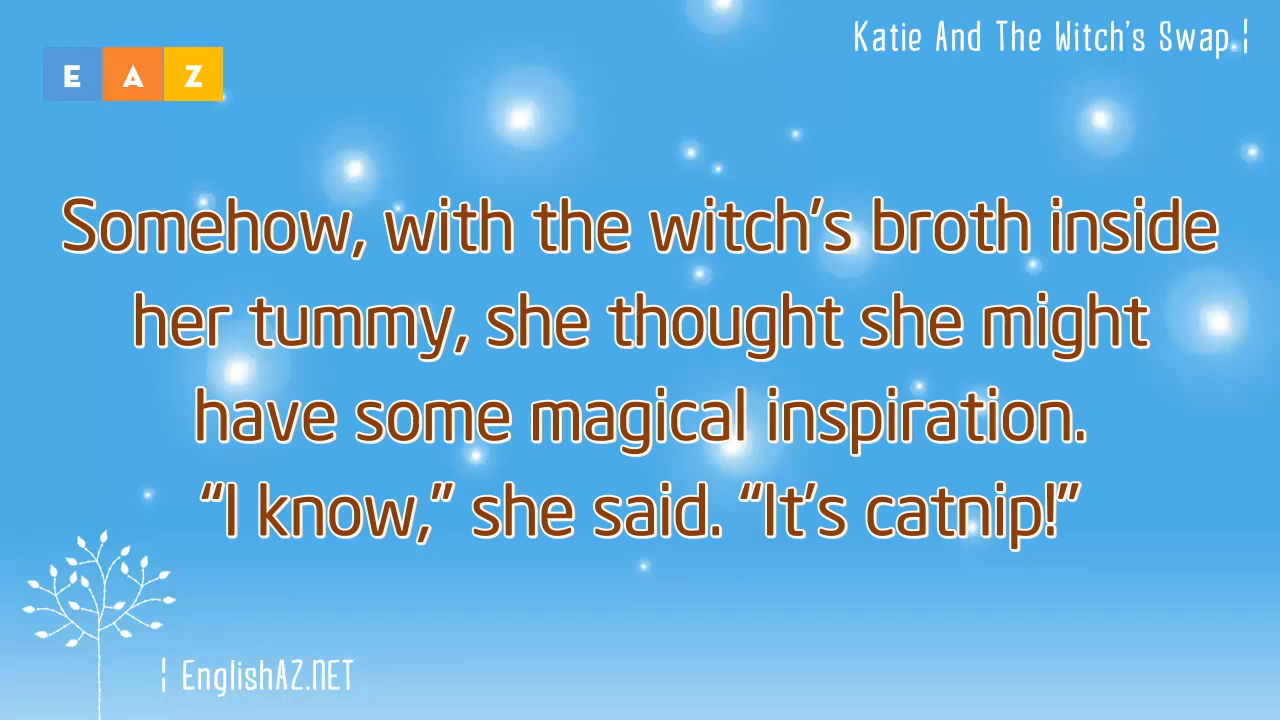 Katie And The Witch's Swap ¦
E A Z
Somehow, with the witch’s broth inside
her tummy, she thought she might
have some magical inspiration.
“I know,” she said. “It’s catnip!”
¦ EnglishAZ.NET